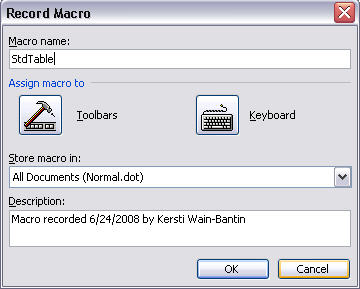 Record Macro
Macro name:
StdTable
Assign macro to
Toolbars
Keyboard
Store macro in:
All Documents (Normal.dot)
Description:
Macro recorded 6/24/2008 by Kersti Wain-Bantin
OK
Cancel